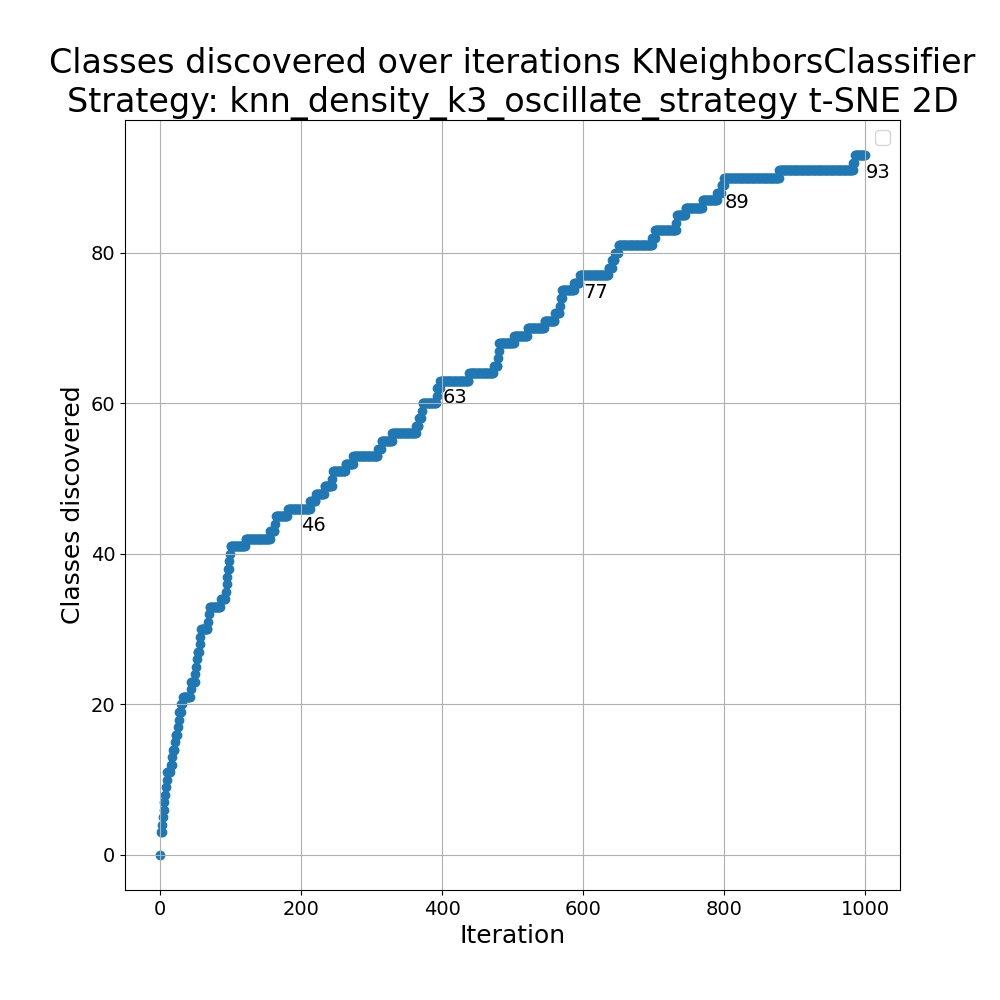 Classes discovered over iterations KNeighborsClassifier
Strategy: knn_density_k3_oscillate_strategy t-SNE 2D
93
89
80
77
63
60
46
40
20
0
Classes discovered
0 200 400 600 800 1000
Iteration